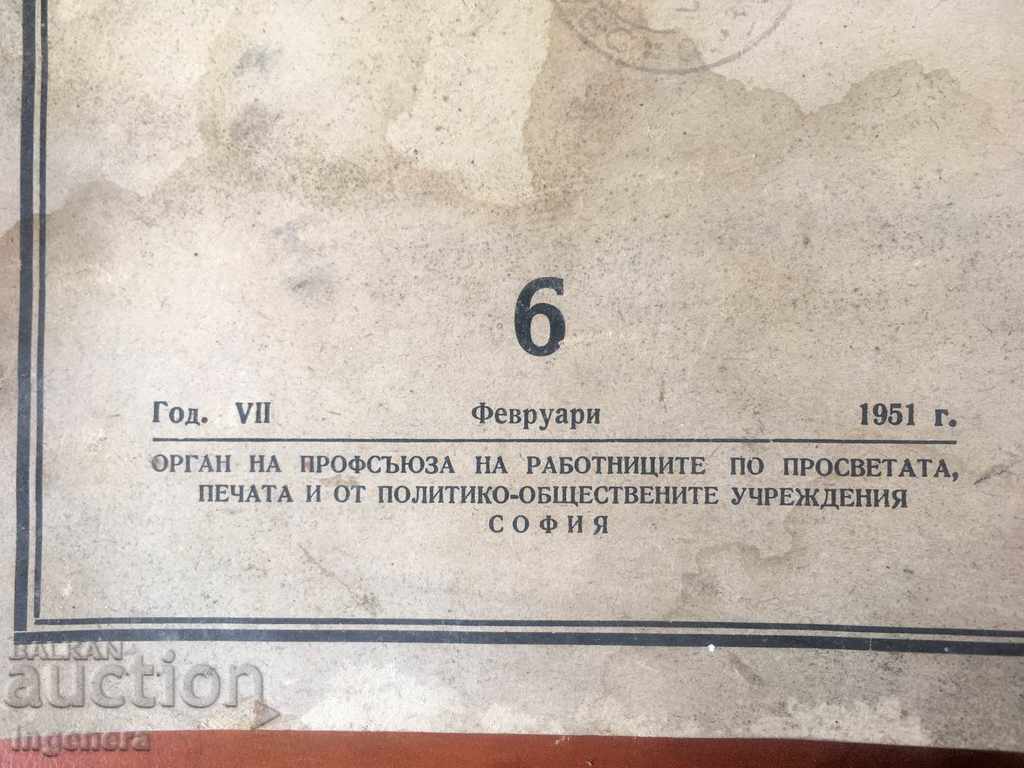 6
Год. VII Февруари 1951 г.
ОРГАН НА ПРОФСЪЮЗА НА РАБОТНИЦИТЕ ПО ПРОСВЕТАТА,
ПЕЧАТА И ОТ ПОЛИТИКО-ОБЩЕСТВЕНИТЕ УЧРЕЖДЕНИЯ
СОФИЯ
BALKAN
auction
ingenera